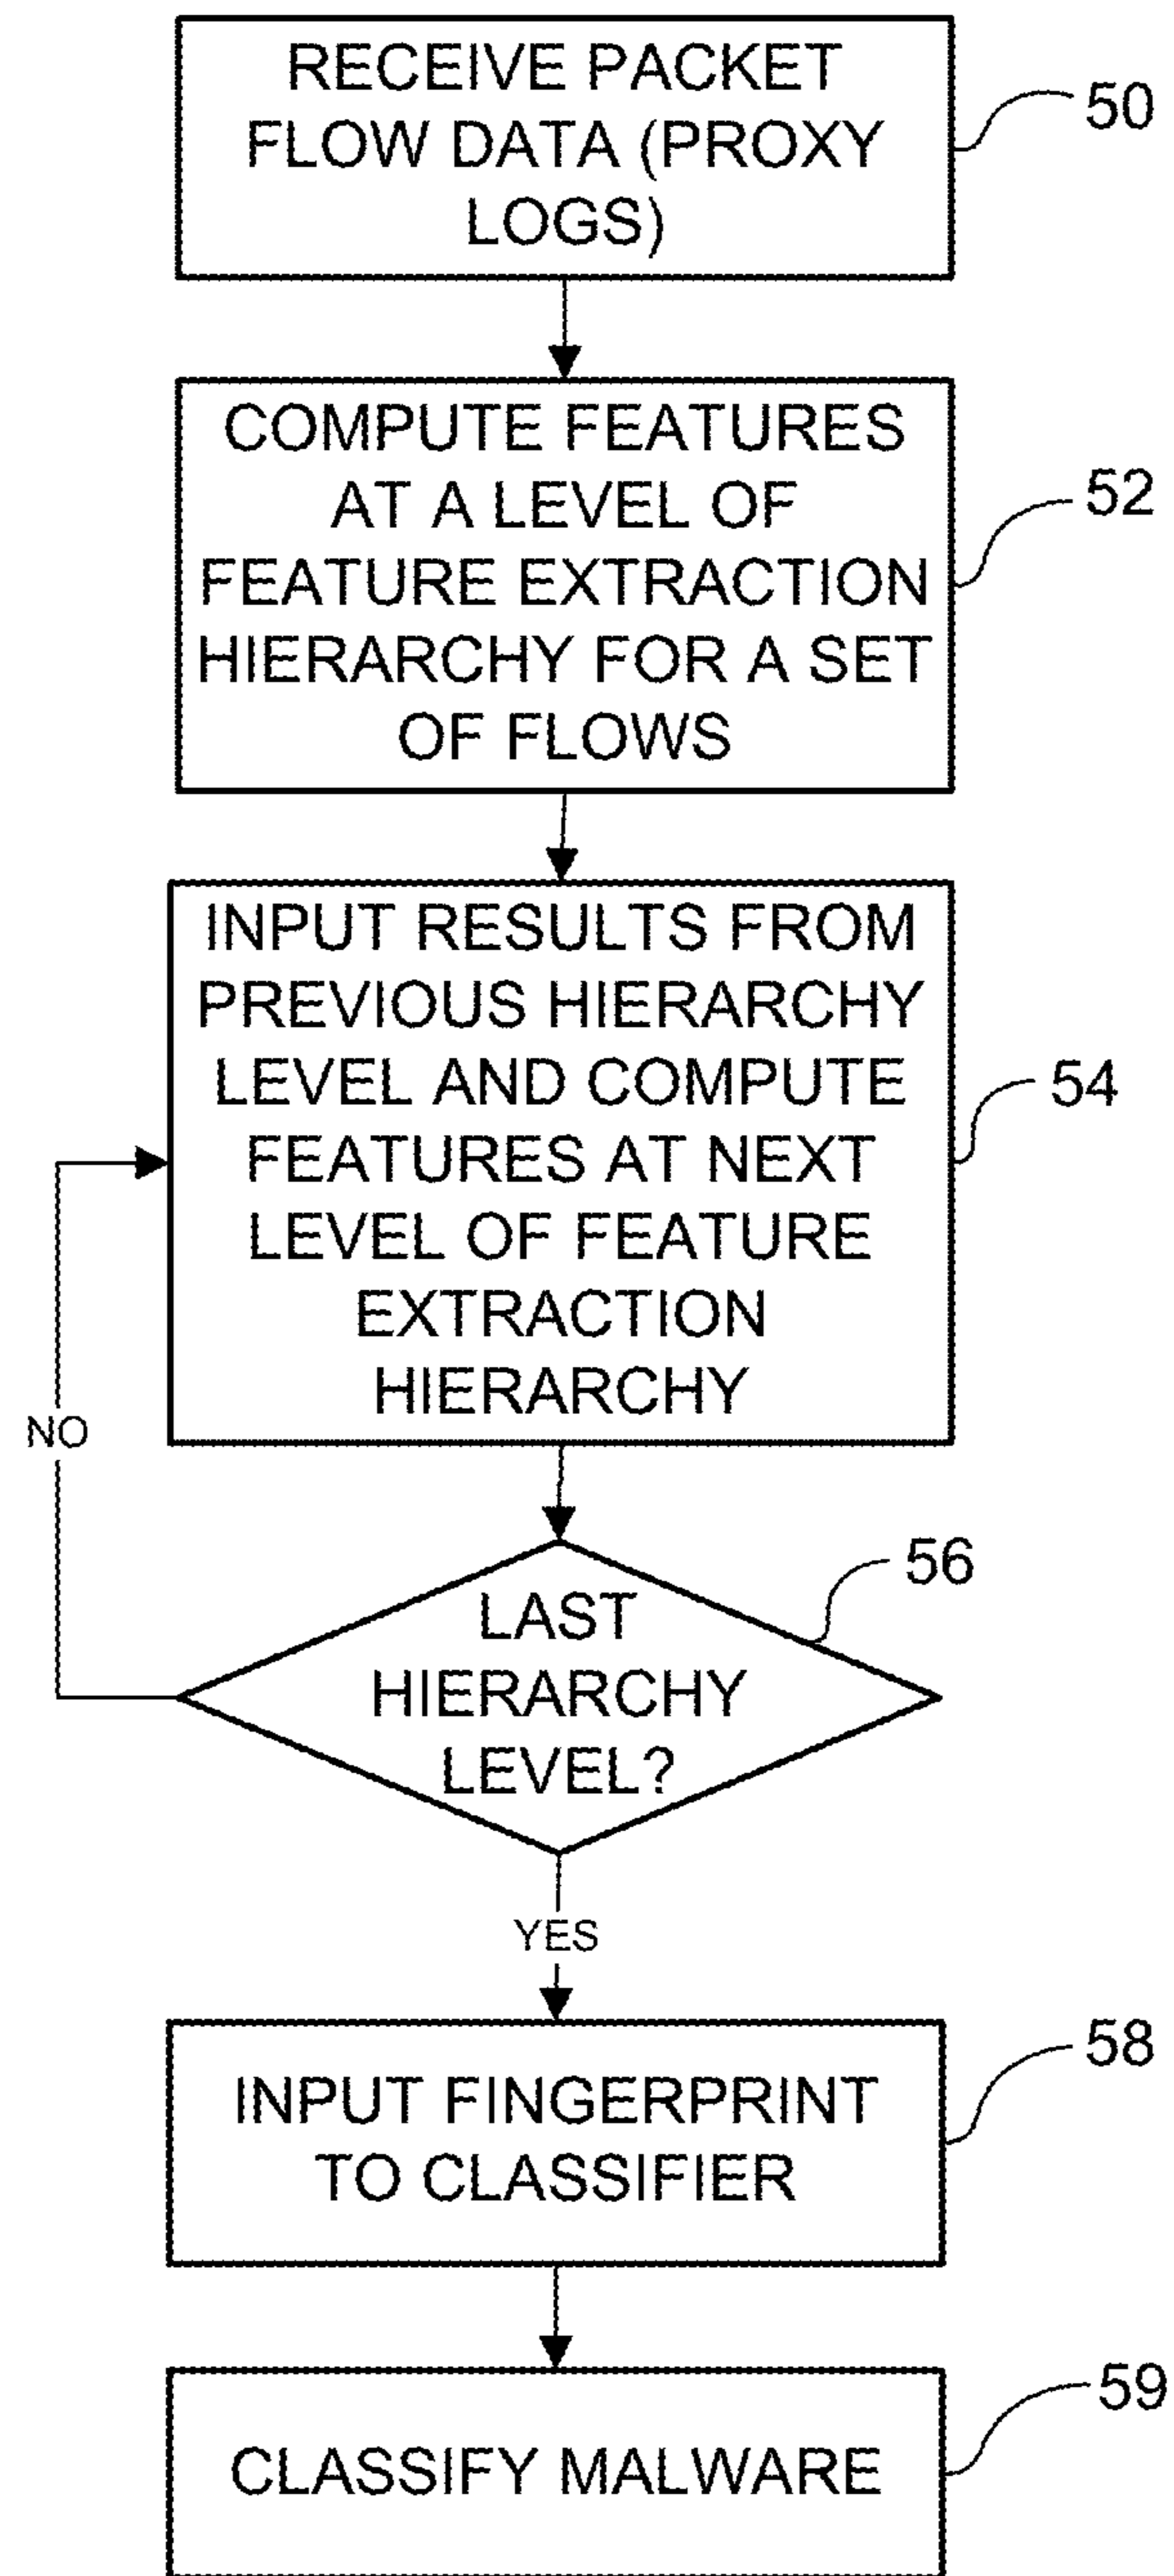 RECEIVE PACKET
FLOW DATA (PROXY
LOGS)
50
COMPUTE FEATURES
AT A LEVEL OF
FEATURE EXTRACTION
HIERARCHY FOR A SET
OF FLOWS
52
INPUT RESULTS FROM
PREVIOUS HIERARCHY
LEVEL AND COMPUTE
FEATURES AT NEXT
LEVEL OF FEATURE
EXTRACTION
HIERARCHY
54
NO
LAST
HIERARCHY
LEVEL?
56
YES
INPUT FINGERPRINT
TO CLASSIFIER
58
CLASSIFY MALWARE
59